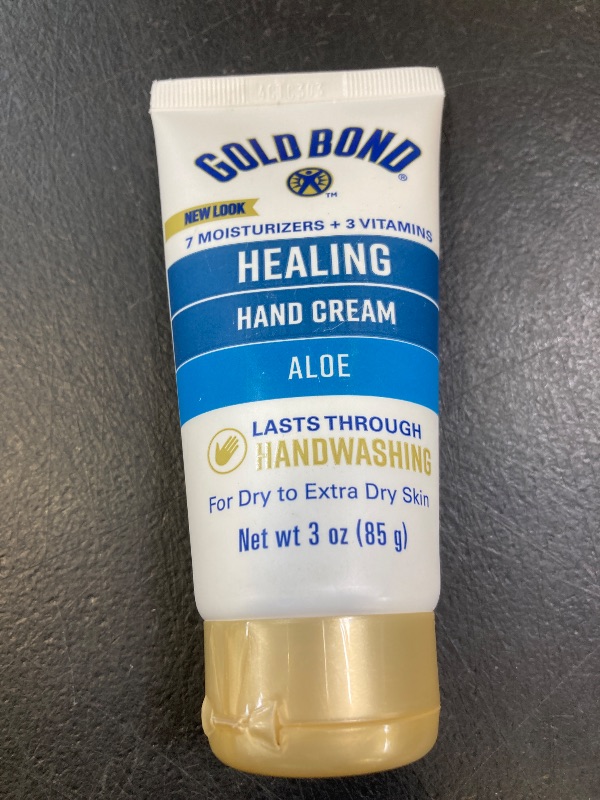 GOLD BOND®
™
NEW LOOK
7 MOISTURIZERS + 3 VITAMINS
HEALING
HAND CREAM
ALOE
LASTS THROUGH
HANDWASHING
For Dry to Extra Dry Skin
Net wt 3 oz (85 g)